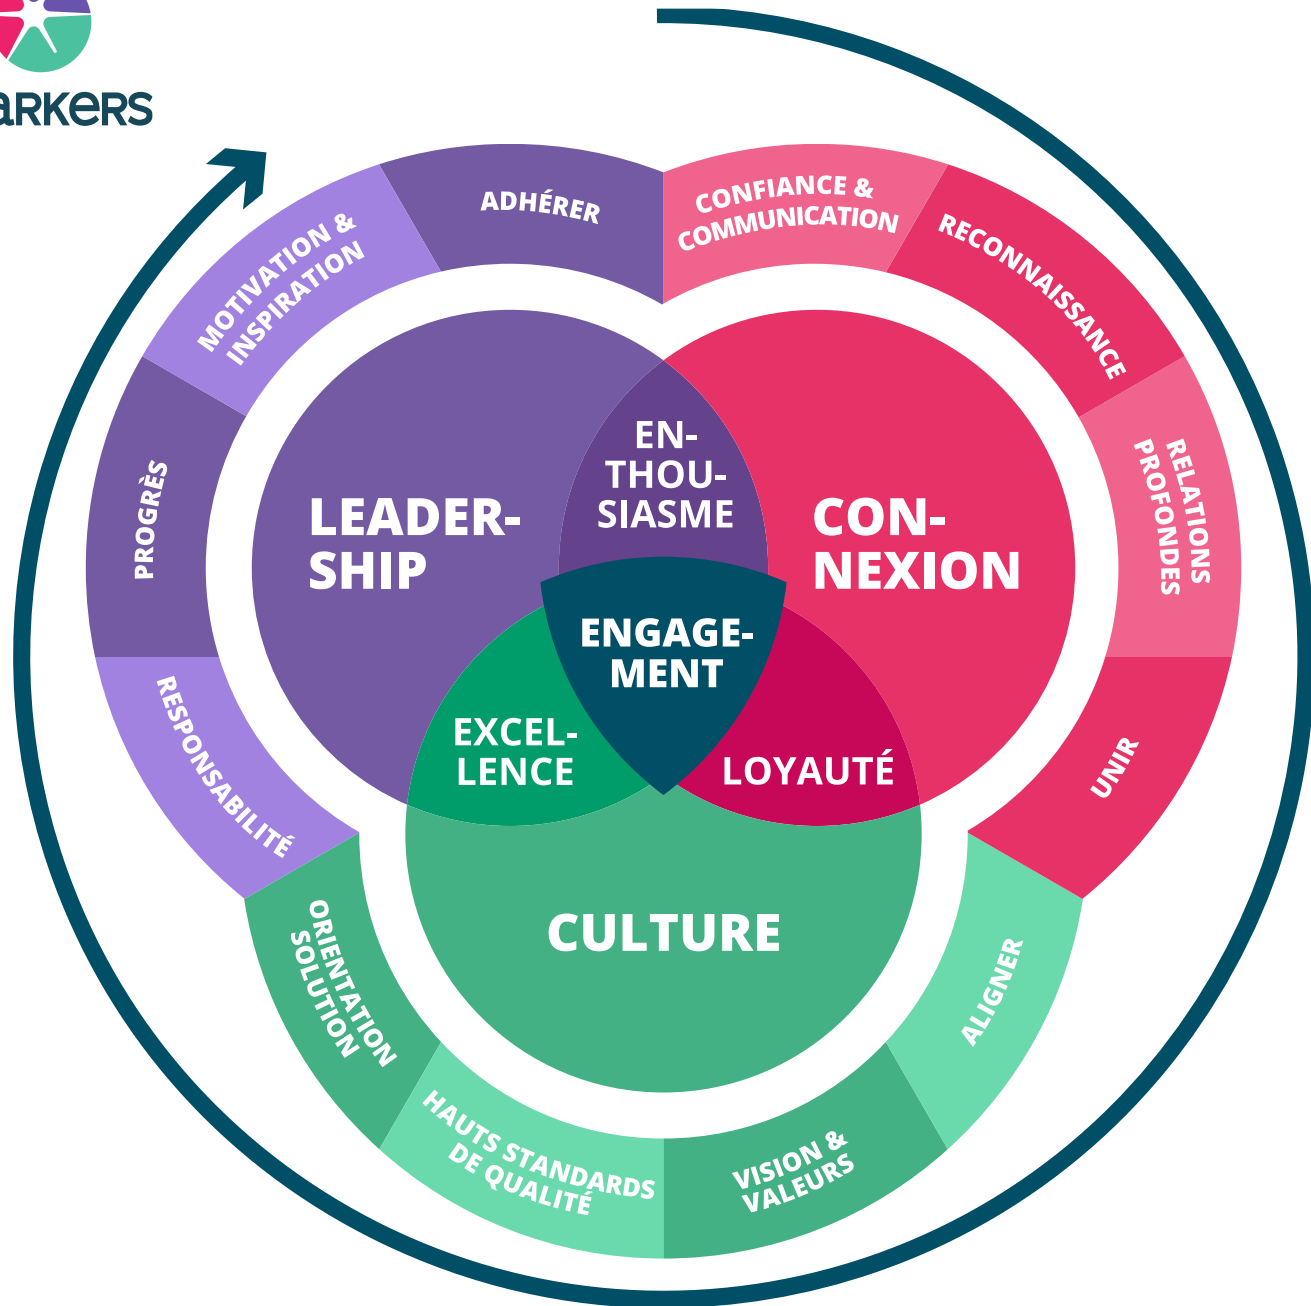 ARKERS
ADHÉRER
CONFIANCE &
COMMUNICATION
RECONNAISSANCE
RELATIONS
PROFONDES
UNIR
ALIGNER
VISION &
VALEURS
HAUTS STANDARDS
DE QUALITÉ
ORIENTATION
SOLUTION
RESPONSABILITÉ
PROGRÈS
MOTIVATION &
INSPIRATION
LEADER-
SHIP
EN-
THOU-
SIASME
CON-
NEXION
ENGAGE-
MENT
EXCEL-
LENCE
LOYAUTÉ
CULTURE